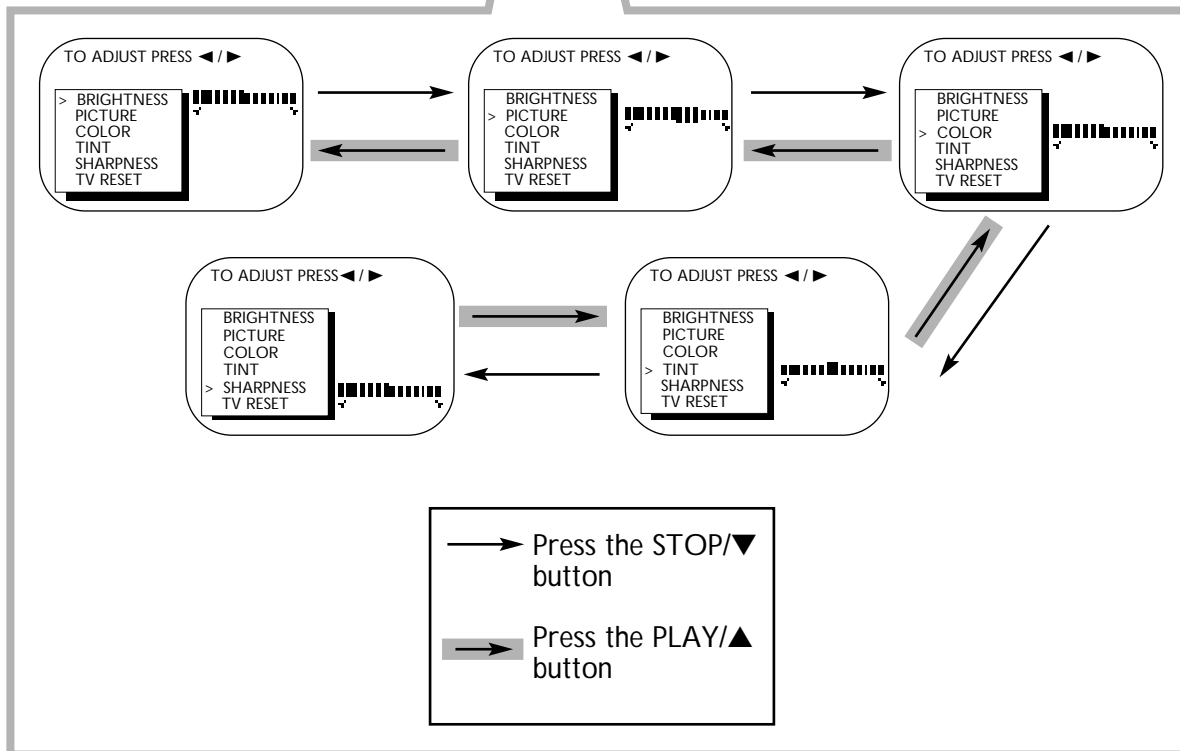 TO ADJUST PRESS ◄ / ►
> BRIGHTNESS
PICTURE
COLOR
TINT
SHARPNESS
TV RESET
TO ADJUST PRESS ◄ / ►
BRIGHTNESS
> PICTURE
COLOR
TINT
SHARPNESS
TV RESET
TO ADJUST PRESS ◄ / ►
BRIGHTNESS
PICTURE
> COLOR
TINT
SHARPNESS
TV RESET
TO ADJUST PRESS◄ / ►
BRIGHTNESS
PICTURE
COLOR
TINT
> SHARPNESS
TV RESET
TO ADJUST PRESS ◄ / ►
BRIGHTNESS
PICTURE
COLOR
> TINT
SHARPNESS
TV RESET
Press the STOP/▼
button
Press the PLAY/▲
button